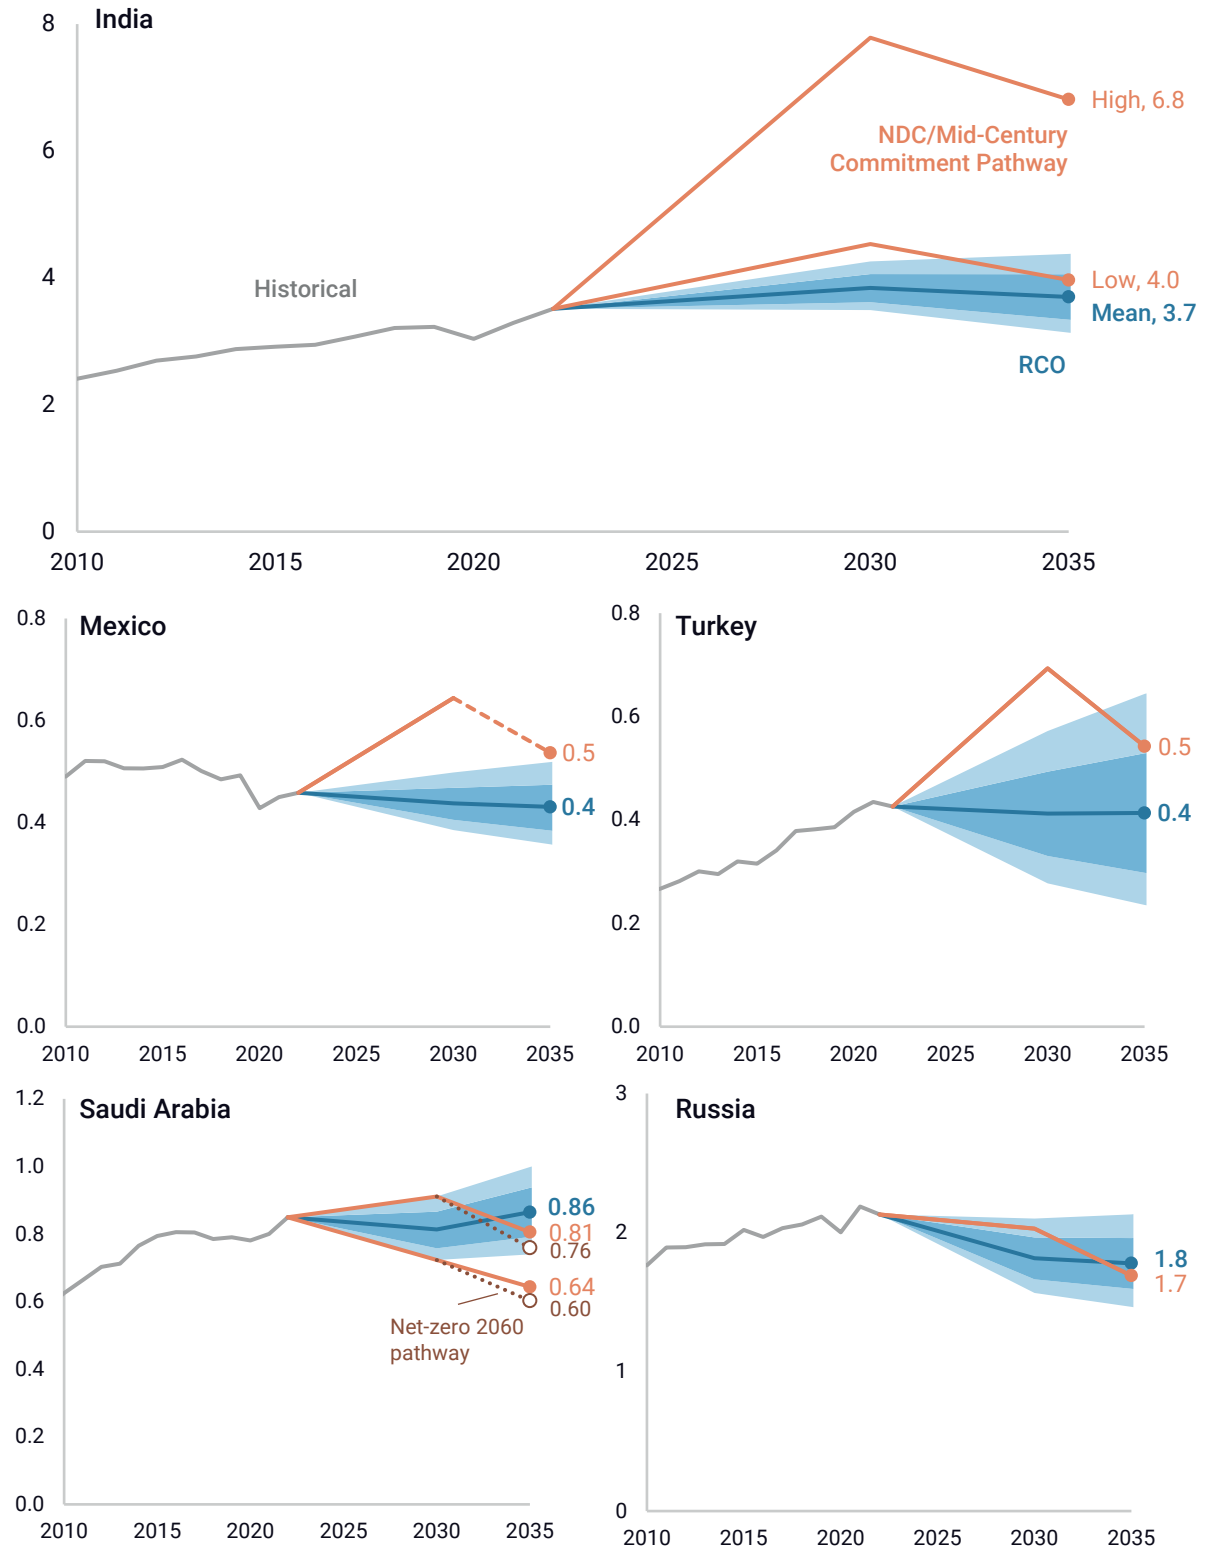 India
8
6
4
2
0
High, 6.8
NDC/Mid-Century
Commitment Pathway
Historical
Low, 4.0
Mean, 3.7
RCO
2010 2015 2020 2025 2030 2035
Mexico
0.8
0.6
0.4
0.2
0.0
0.5
0.4
2010 2015 2020 2025 2030 2035
Turkey
0.8
0.6
0.4
0.2
0.0
0.5
0.4
2010 2015 2020 2025 2030 2035
Saudi Arabia
1.2
1.0
0.8
0.6
0.4
0.2
0.0
0.86
0.81
0.76
0.64
0.60
Net-zero 2060
pathway
2010 2015 2020 2025 2030 2035
Russia
3
2
1
0
1.8
1.7
2010 2015 2020 2025 2030 2035